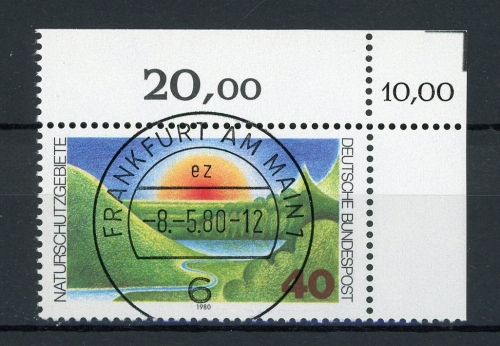 20,00
10,00
NATURSCHUTZGEBIETE
DEUTSCHE BUNDESPOST
FRANKFURT AM MAIN 1
ez
-8.-5.80-12
6
40
1980